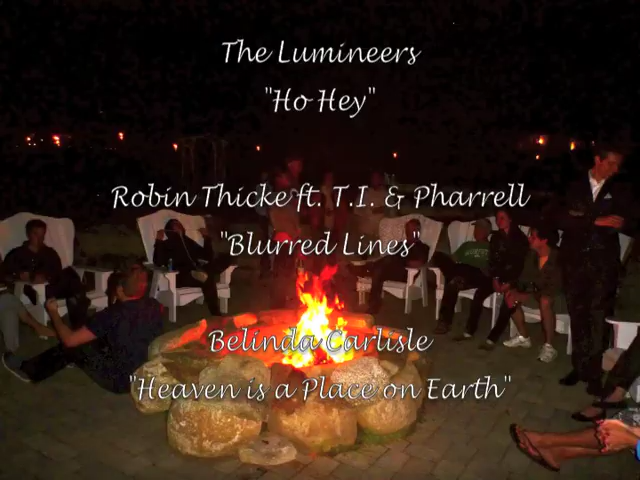 The Lumineers
"Ho Hey"
Robin Thicke ft. T.I. & Pharrell
"Blurred Lines"
Belinda Carlisle
"Heaven is a Place on Earth"